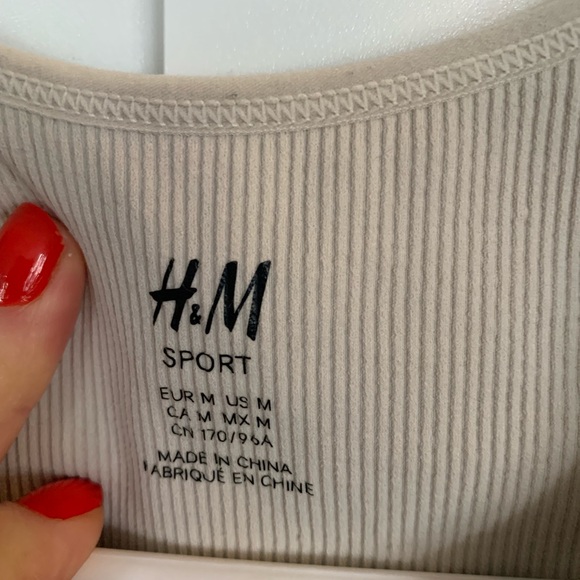 H&M
SPORT
EUR M US M
CA M MX M
CN 170/96A
MADE IN CHINA
FABRIQUÉ EN CHINE